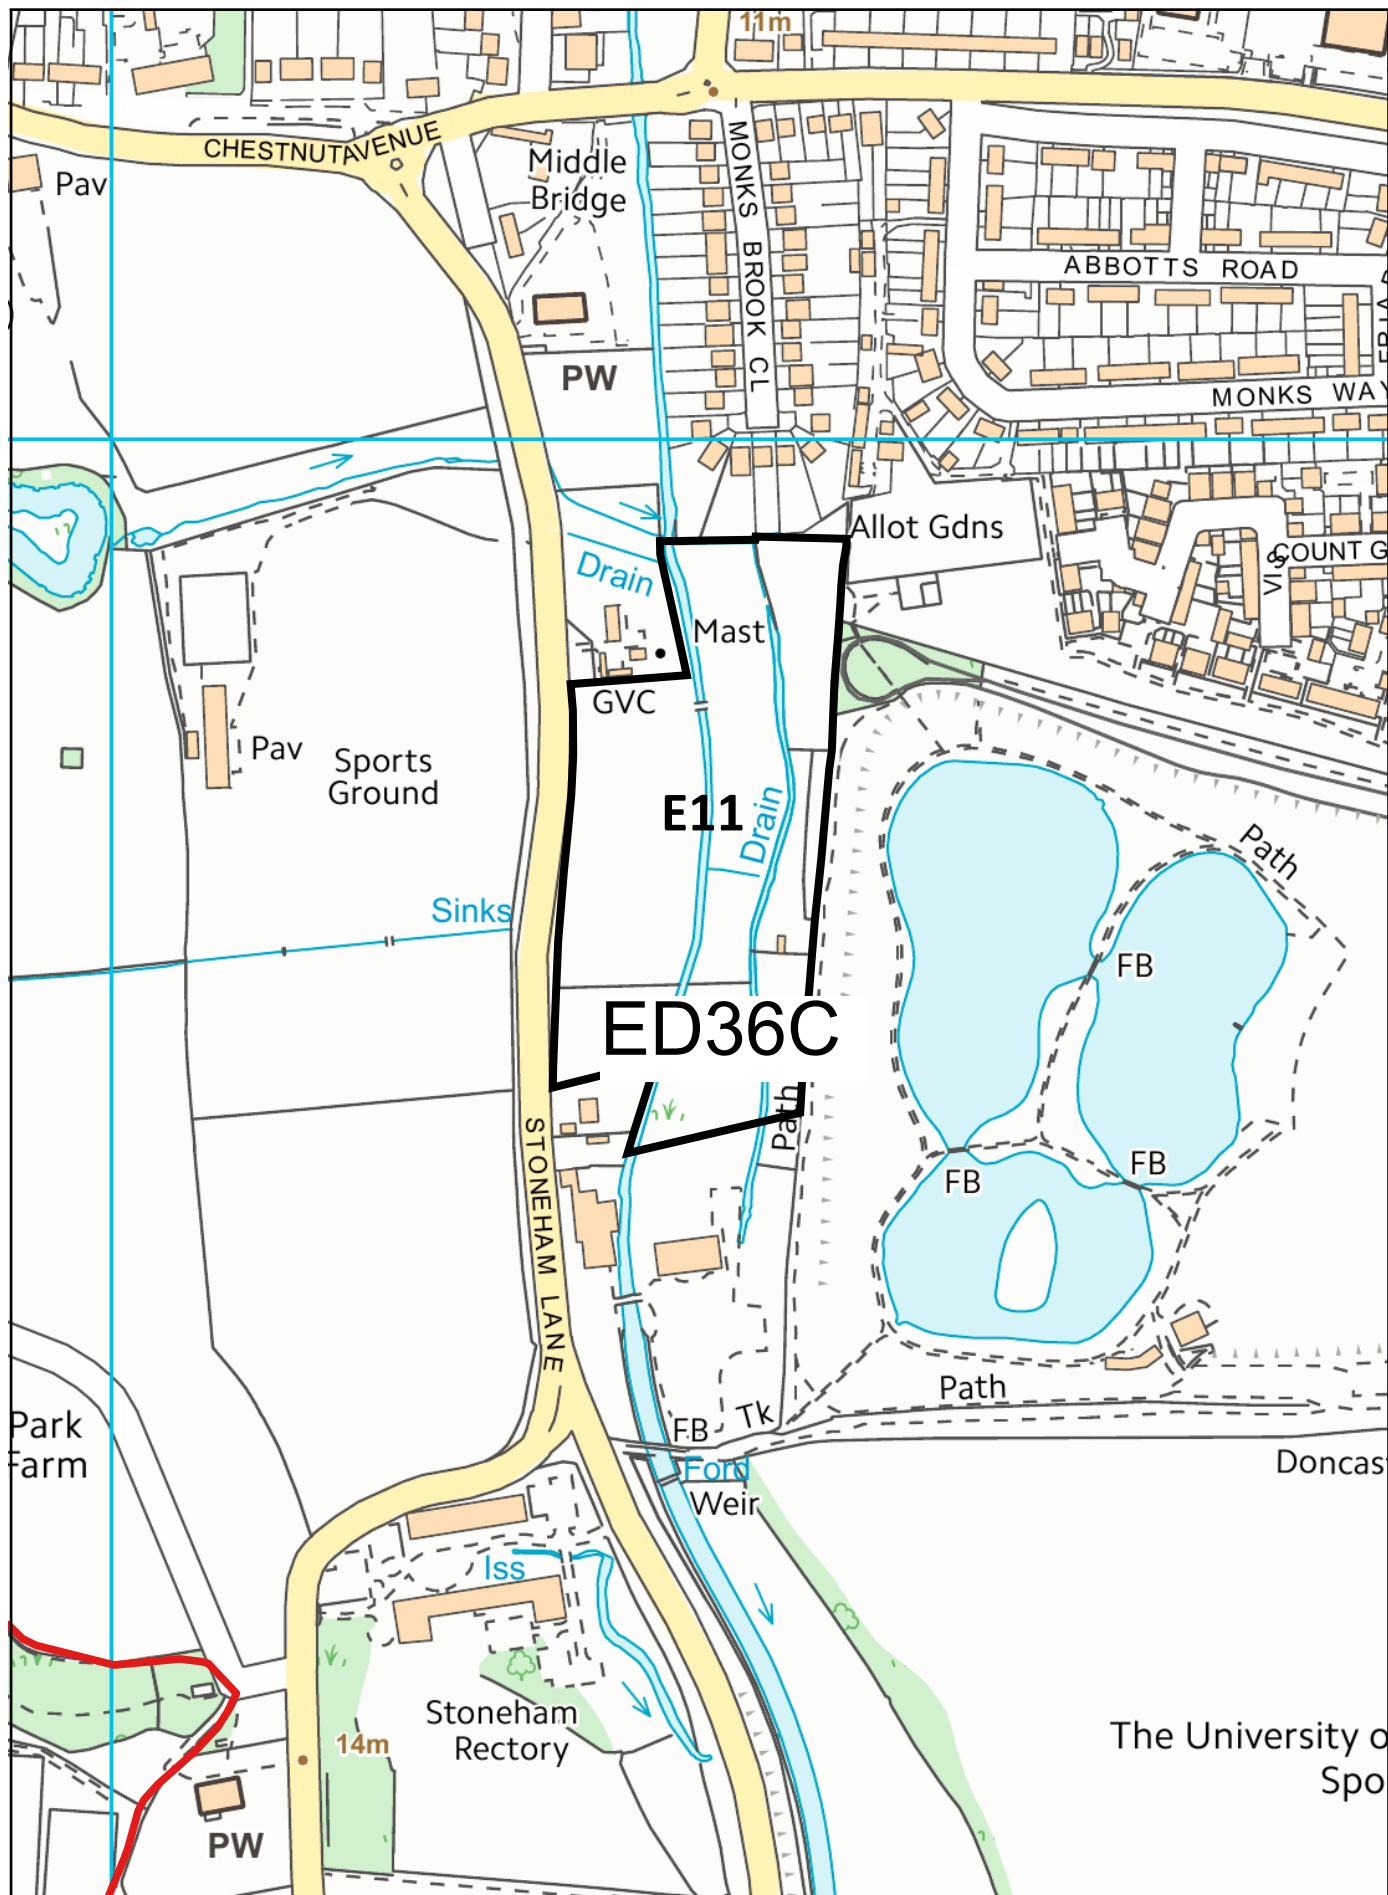 11m
CHESTNUT AVENUE
Middle
Bridge
MONKS BROOK CL
Pav
ABBOTTS ROAD
PW
MONKS WAY
Allot Gdns
COUNT G
VIS
Drain
Mast
GVC
Pav
Sports
Ground
E11
Drain
Path
Sinks
FB
ED36C
Path
STONEHAM LANE
FB
FB
Path
Park
Farm
FB
Tk
Ford
Weir
Doncast
Iss
Stoneham
Rectory
14m
The University o
Spo
PW